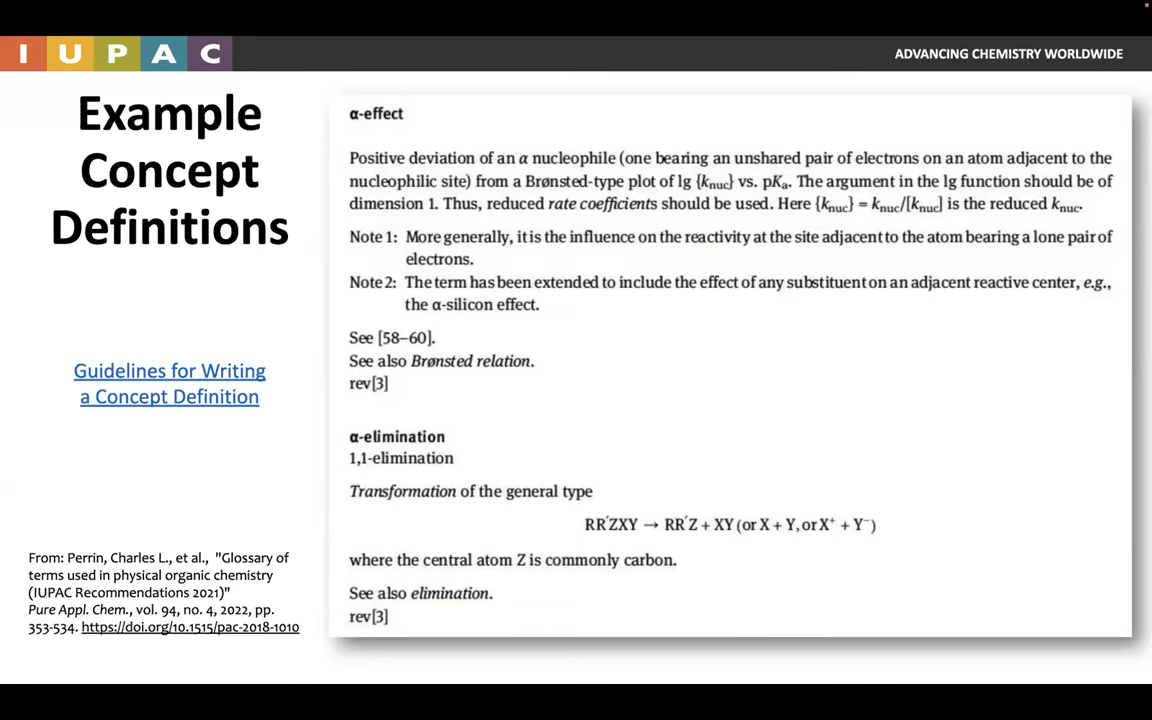 I U P A C
ADVANCING CHEMISTRY WORLDWIDE
Example
Concept
Definitions
Guidelines for Writing
a Concept Definition
From: Perrin, Charles L., et al., "Glossary of
terms used in physical organic chemistry
(IUPAC Recommendations 2021)"
Pure Appl. Chem., vol. 94, no. 4, 2022, pp.
353-534. https://doi.org/10.1515/pac-2018-1010
α-effect
Positive deviation of an α nucleophile (one bearing an unshared pair of electrons on an atom adjacent to the
nucleophilic site) from a Brønsted-type plot of lg {kₙᵤc} vs. pKₐ. The argument in the lg function should be of
dimension 1. Thus, reduced rate coefficients should be used. Here {kₙᵤc} = kₙᵤc/[kₙᵤc] is the reduced kₙᵤc.
Note 1: More generally, it is the influence on the reactivity at the site adjacent to the atom bearing a lone pair of
electrons.
Note 2: The term has been extended to include the effect of any substituent on an adjacent reactive center, e.g.,
the α-silicon effect.
See [58–60].
See also Brønsted relation.
rev[3]
α-elimination
1,1-elimination
Transformation of the general type
RR′ZXY → RR′Z + XY (or X + Y, or X⁺ + Y⁻)
where the central atom Z is commonly carbon.
See also elimination.
rev[3]